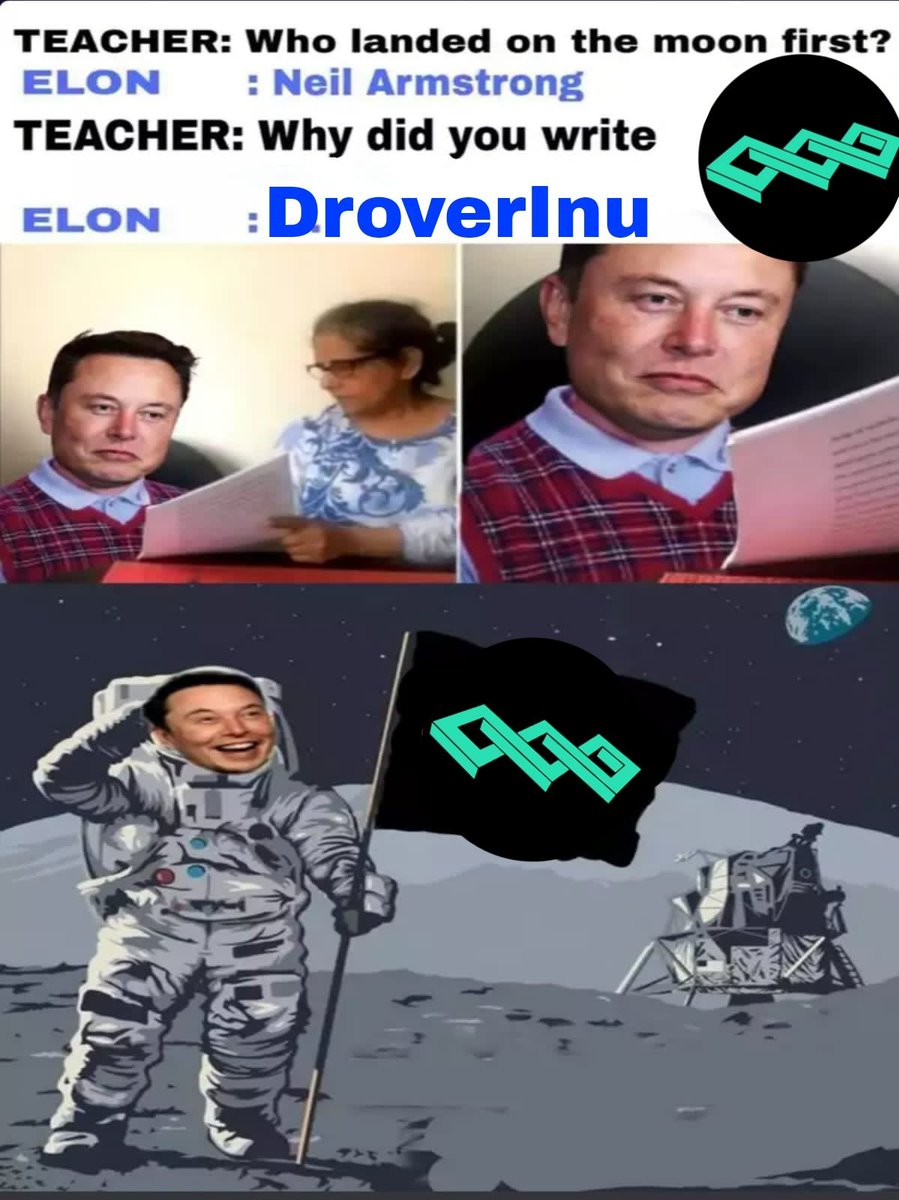 TEACHER: Who landed on the moon first?
ELON : Neil Armstrong
TEACHER: Why did you write
ELON : DroverInu